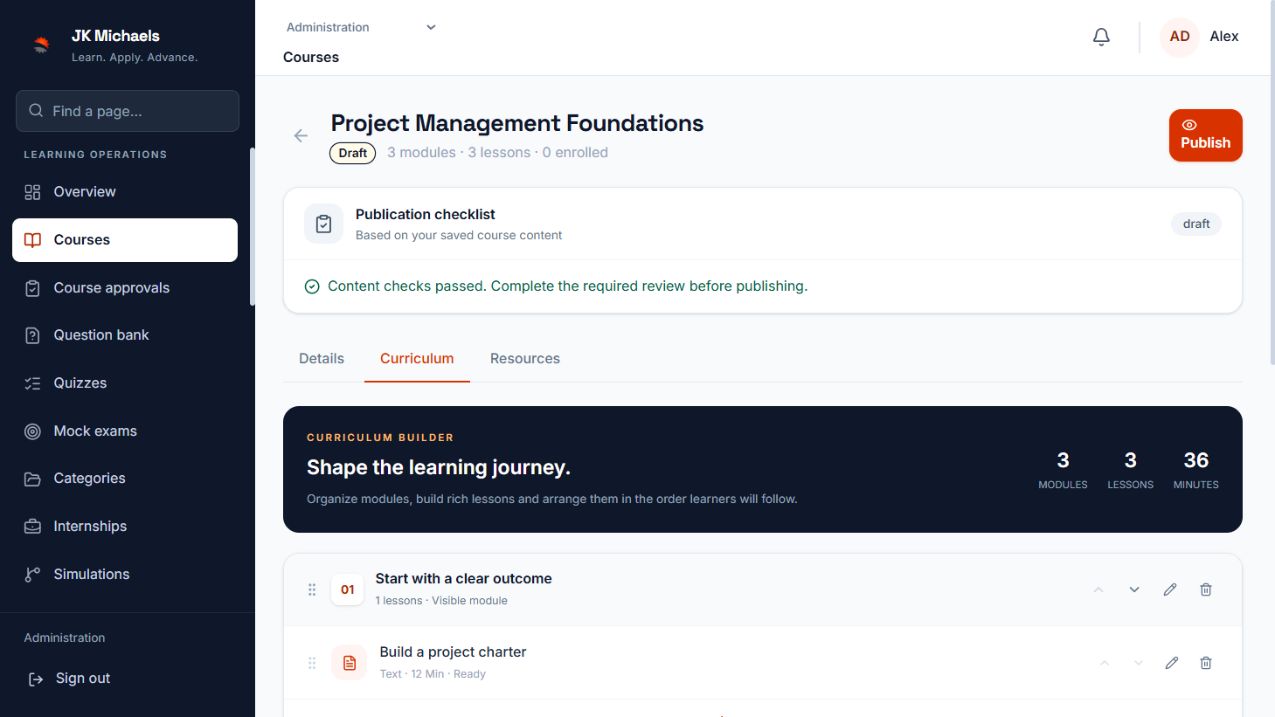 JK Michaels
Learn. Apply. Advance.
Find a page...
LEARNING OPERATIONS
Overview
Courses
Course approvals
Question bank
Quizzes
Mock exams
Categories
Internships
Simulations
Administration
Sign out
Administration
Courses
AD
Alex
Project Management Foundations
Draft
3 modules · 3 lessons · 0 enrolled
Publish
Publication checklist
Based on your saved course content
draft
Content checks passed. Complete the required review before publishing.
Details
Curriculum
Resources
CURRICULUM BUILDER
Shape the learning journey.
Organize modules, build rich lessons and arrange them in the order learners will follow.
3
MODULES
3
LESSONS
36
MINUTES
01
Start with a clear outcome
1 lessons · Visible module
Build a project charter
Text · 12 Min · Ready